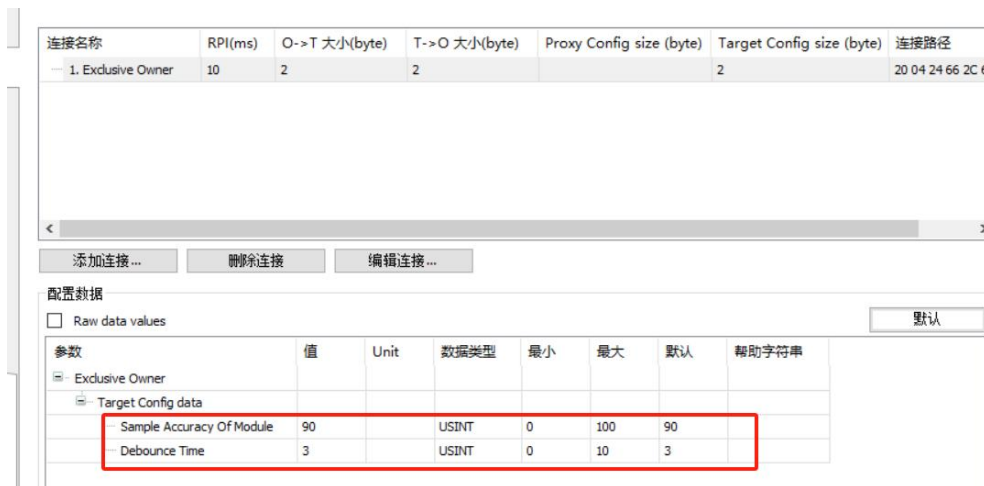 连接名称 RPI(ms) O->T 大小(byte) T->O 大小(byte) Proxy Config size (byte) Target Config size (byte) 连接路径
1. Exclusive Owner 10 2 2 2 20 04 24 66 2C
添加连接... 删除连接 编辑连接...
配置数据
Raw data values 默认
参数 值 Unit 数据类型 最小 最大 默认 帮助字符串
Exclusive Owner
Target Config data
Sample Accuracy Of Module 90 USINT 0 100 90
Debounce Time 3 USINT 0 10 3